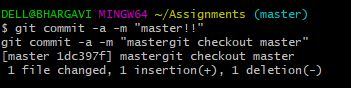 DELL@BHARGAVI MINGW64 ~/Assignments (master)
$ git commit -a -m "master!!"
git commit -a -m "mastergit checkout master"
[master 1dc397f] mastergit checkout master
1 file changed, 1 insertion(+), 1 deletion(-)